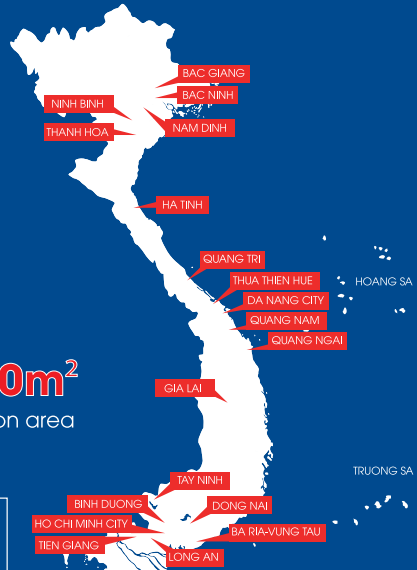 BAC GIANG
BAC NINH
NINH BINH
NAM DINH
THANH HOA
HA TINH
QUANG TRI
THUA THIEN HUE
HOANG SA
DA NANG CITY
QUANG NAM
QUANG NGAI
0m²
on area
GIA LAI
TRUONG SA
TAY NINH
BINH DUONG
DONG NAI
HO CHI MINH CITY
BA RIA-VUNG TAU
TIEN GIANG
LONG AN